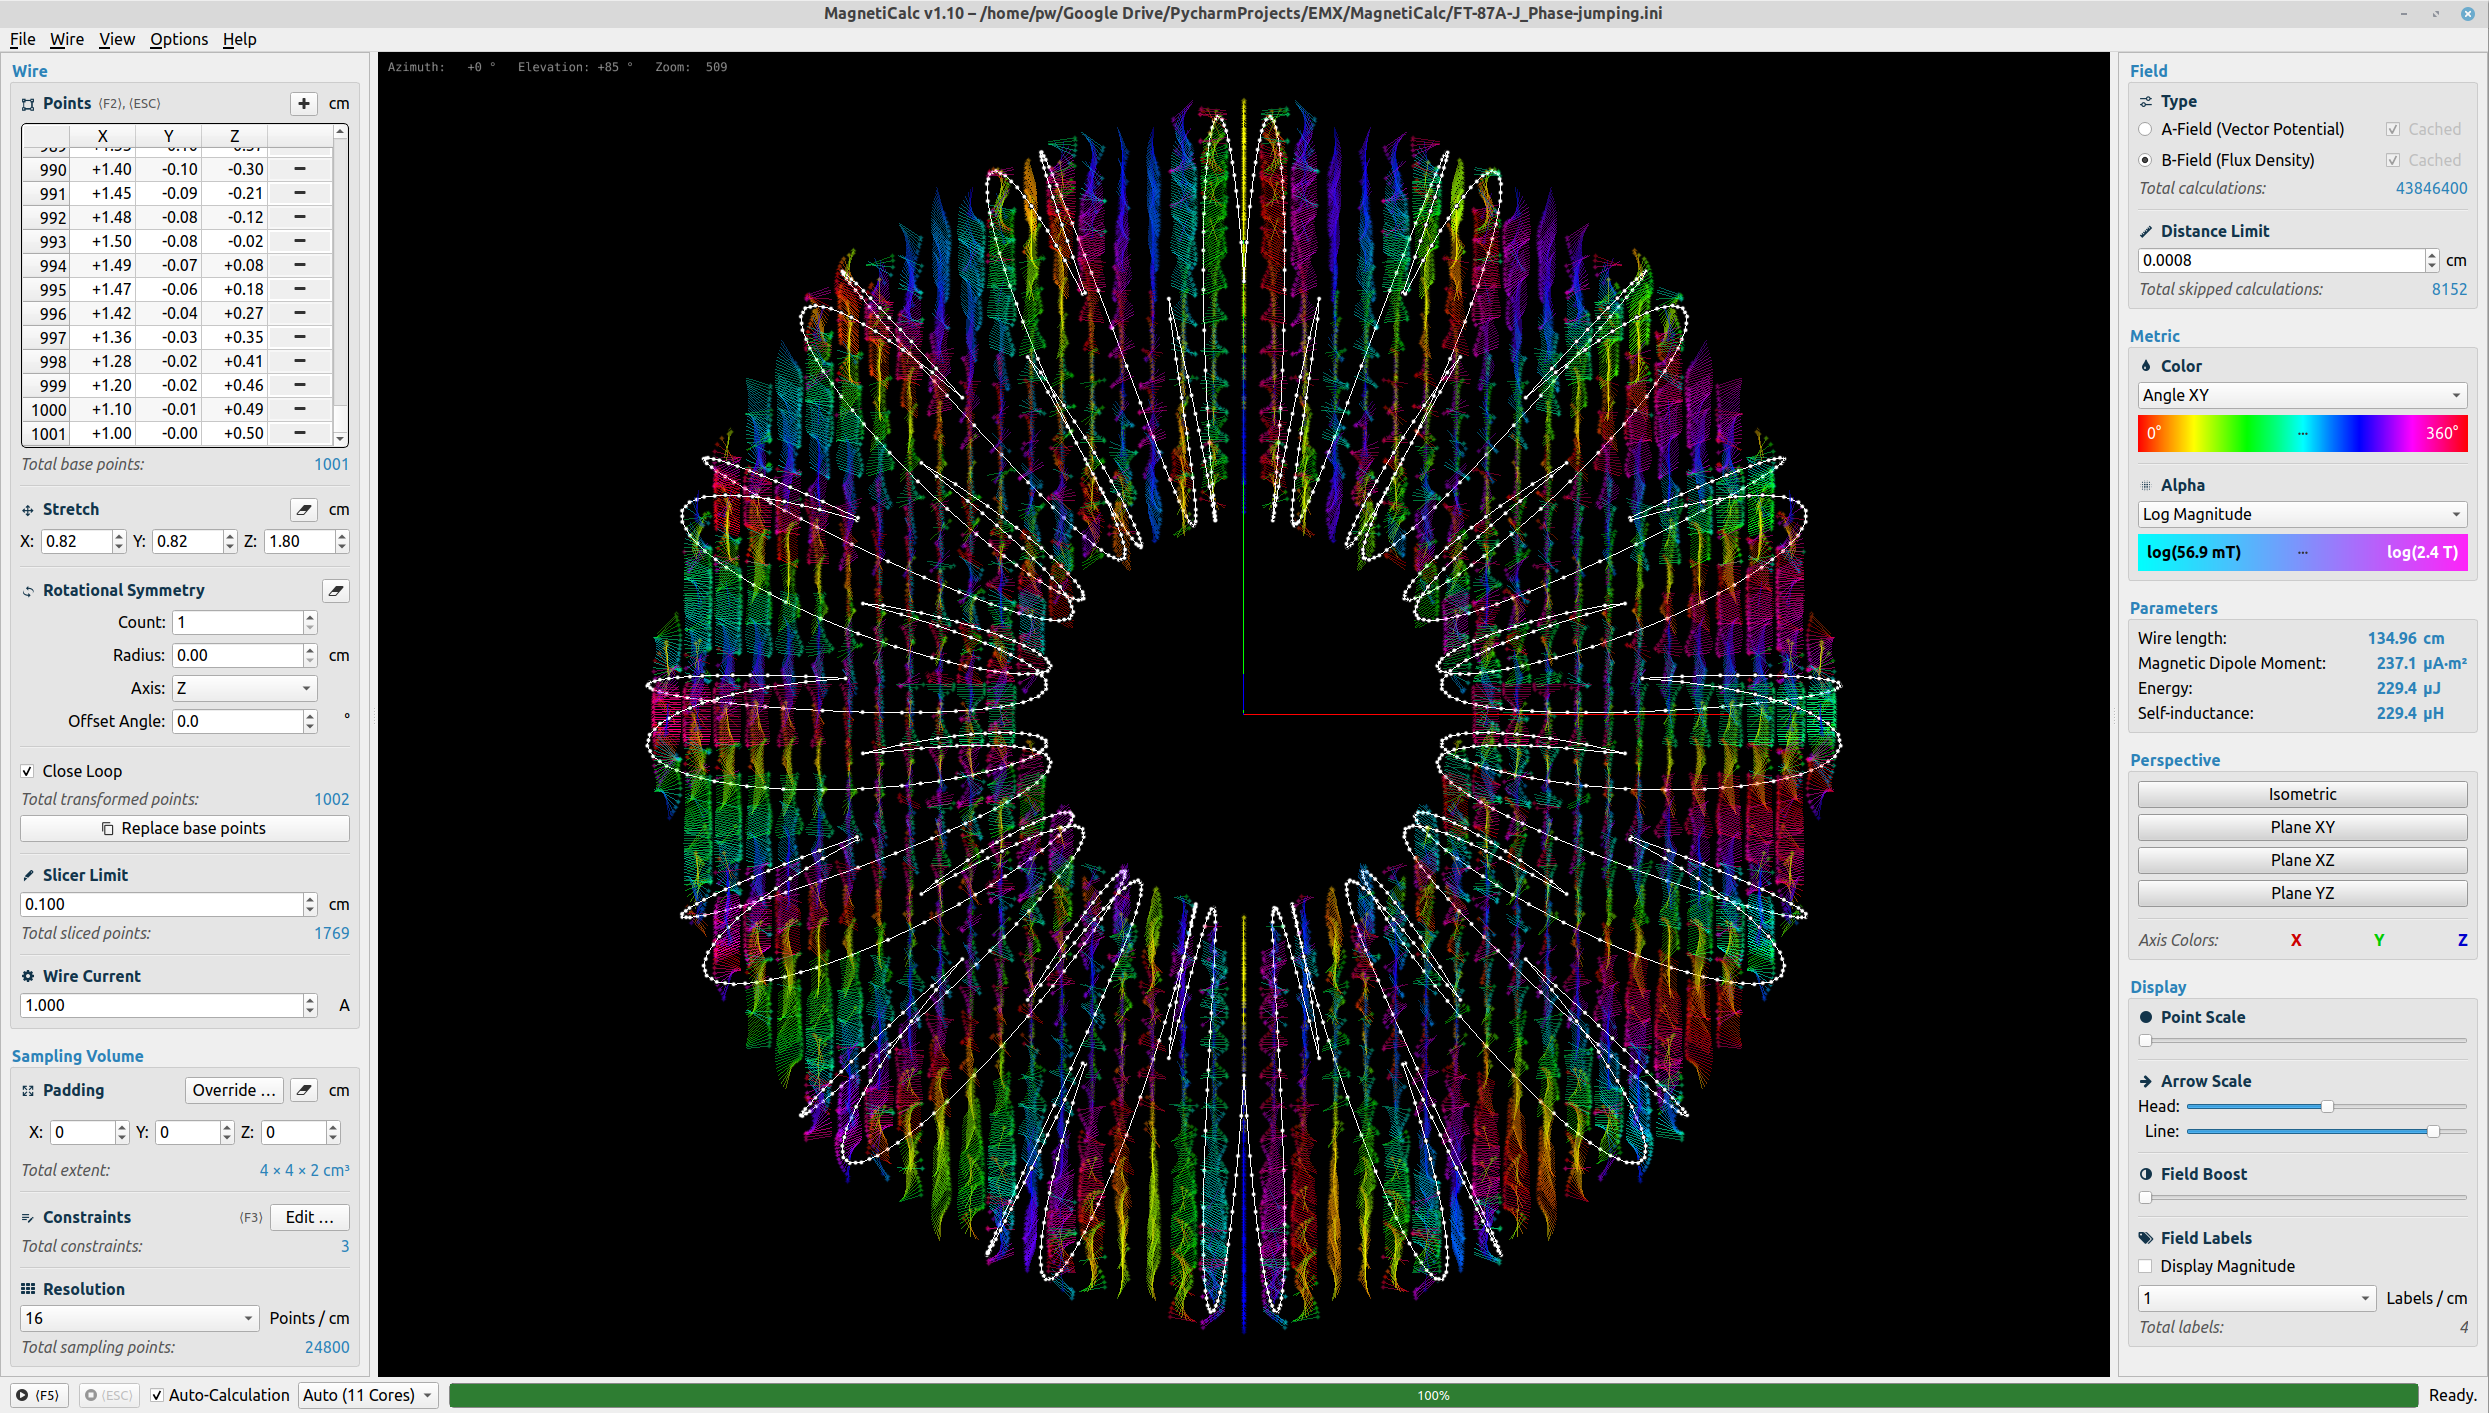 MagnetiCalc v1.10 – /home/pw/Google Drive/PycharmProjects/EMX/MagnetiCalc/FT-87A-J_Phase-jumping.ini
File Wire View Options Help
Wire
Points ⟨F2⟩, ⟨ESC⟩ + cm
X Y Z
990 +1.40 -0.10 -0.30
991 +1.45 -0.09 -0.21
992 +1.48 -0.08 -0.12
993 +1.50 -0.08 -0.02
994 +1.49 -0.07 +0.08
995 +1.47 -0.06 +0.18
996 +1.42 -0.04 +0.27
997 +1.36 -0.03 +0.35
998 +1.28 -0.02 +0.41
999 +1.20 -0.02 +0.46
1000 +1.10 -0.01 +0.49
1001 +1.00 -0.00 +0.50
Total base points: 1001
Stretch cm
X: 0.82 Y: 0.82 Z: 1.80
Rotational Symmetry
Count: 1
Radius: 0.00 cm
Axis: Z
Offset Angle: 0.0 °
Close Loop
Total transformed points: 1002
Replace base points
Slicer Limit
0.100 cm
Total sliced points: 1769
Wire Current
1.000 A
Sampling Volume
Padding Override ... cm
X: 0 Y: 0 Z: 0
Total extent: 4 × 4 × 2 cm³
Constraints ⟨F3⟩ Edit ...
Total constraints: 3
Resolution
16 Points / cm
Total sampling points: 24800
⟨F5⟩ ⟨ESC⟩ Auto-Calculation Auto (11 Cores) 100% Ready.
Azimuth: +0 ° Elevation: +85 ° Zoom: 509
Field
Type
A-Field (Vector Potential) Cached
B-Field (Flux Density) Cached
Total calculations: 43846400
Distance Limit
0.0008 cm
Total skipped calculations: 8152
Metric
Color
Angle XY
0° ... 360°
Alpha
Log Magnitude
log(56.9 mT) ... log(2.4 T)
Parameters
Wire length: 134.96 cm
Magnetic Dipole Moment: 237.1 µA·m²
Energy: 229.4 µJ
Self-inductance: 229.4 µH
Perspective
Isometric
Plane XY
Plane XZ
Plane YZ
Axis Colors: X Y Z
Display
Point Scale
Arrow Scale
Head:
Line:
Field Boost
Field Labels
Display Magnitude
1 Labels / cm
Total labels: 4